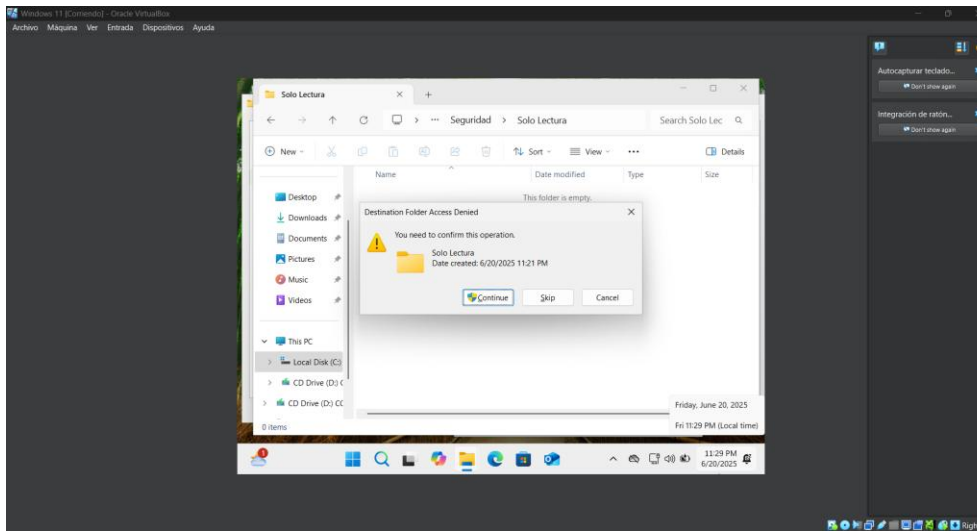 Windows 11 [Corriendo] - Oracle VirtualBox
Archivo Máquina Ver Entrada Dispositivos Ayuda
Autocapturar teclado...
Don't show again
Integración de ratón...
Don't show again
Solo Lectura
Seguridad > Solo Lectura
Search Solo Lec
New
Sort
View
Details
Name Date modified Type Size
This folder is empty.
Desktop
Downloads
Documents
Pictures
Music
Videos
This PC
Local Disk (C:)
CD Drive (D:) C
CD Drive (D:) CC
0 items
Destination Folder Access Denied
You need to confirm this operation.
Solo Lectura
Date created: 6/20/2025 11:21 PM
Continue Skip Cancel
Friday, June 20, 2025
Fri 11:29 PM (Local time)
11:29 PM
6/20/2025
Right